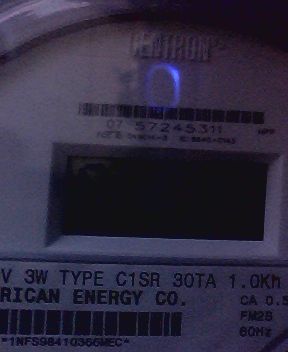 CENTRON
07 57245311
V 3W TYPE C1SR 30TA 1.0Kh
RICAN ENERGY CO.
CA 0.5
FM2S
60Hz
*1NFS98410366MEC*